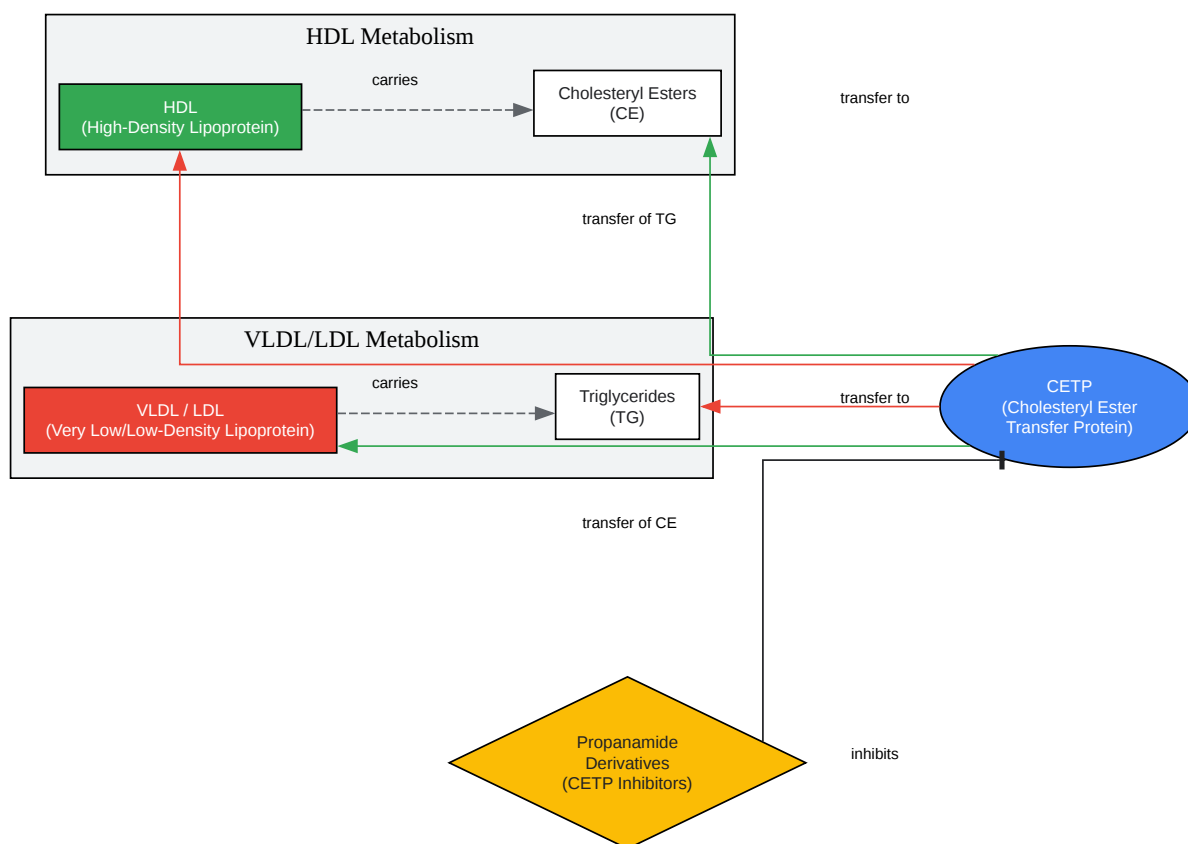 HDL Metabolism
carries
HDL
(High-Density Lipoprotein)
Cholesteryl Esters
(CE)
transfer to
transfer of TG
VLDL/LDL Metabolism
carries
VLDL / LDL
(Very Low/Low-Density Lipoprotein)
Triglycerides
(TG)
transfer to
CETP
(Cholesteryl Ester
Transfer Protein)
transfer of CE
Propanamide
Derivatives
(CETP Inhibitors)
inhibits